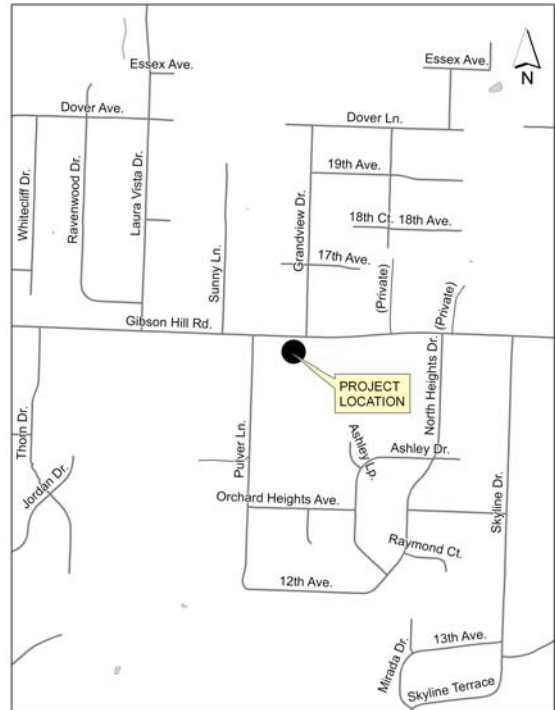 Essex Ave.
Essex Ave.
N
Dover Ave.
Dover Ln.
Whitecliff Dr.
Ravenwood Dr.
Laura Vista Dr.
Sunny Ln.
Grandview Dr.
19th Ave.
18th Ct.
18th Ave.
17th Ave.
(Private)
(Private)
Gibson Hill Rd.
PROJECT
LOCATION
North Heights Dr.
Thorn Dr.
Jordan Dr.
Pulver Ln.
Ashley Lp.
Ashley Dr.
Orchard Heights Ave.
Skyline Dr.
Raymond Ct.
12th Ave.
13th Ave.
Mirada Dr.
Skyline Terrace